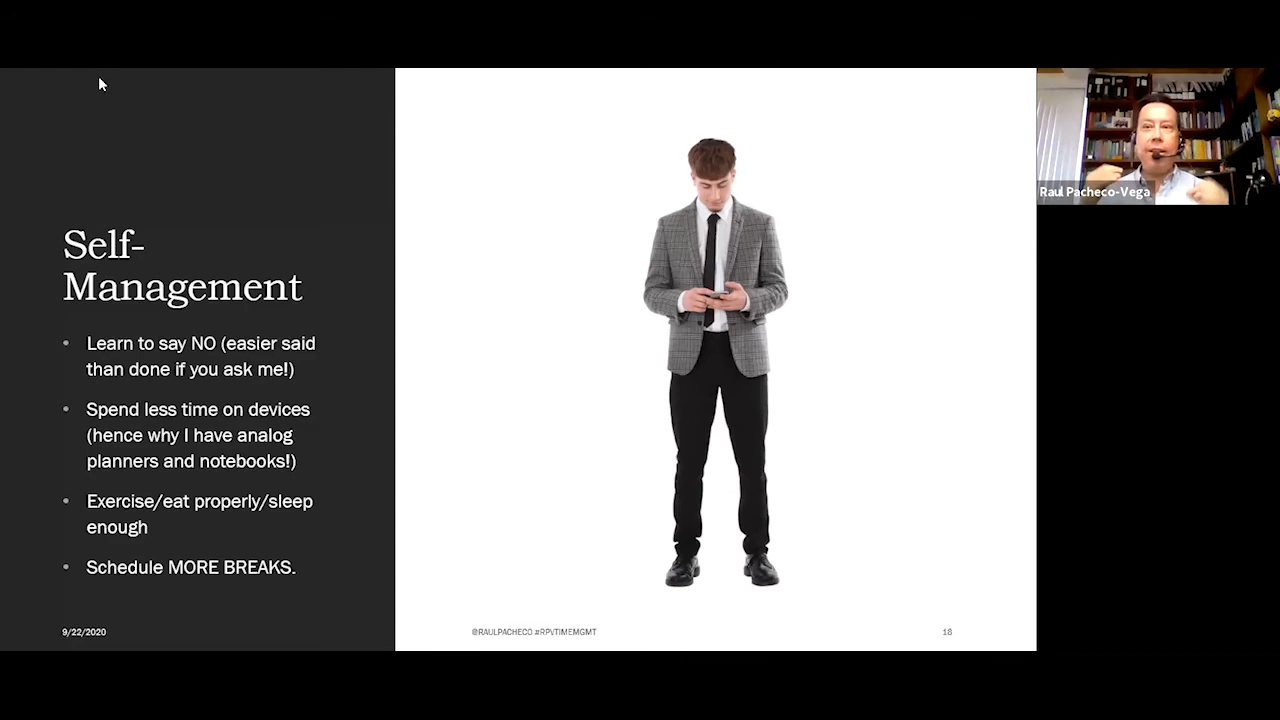 Self-
Management
• Learn to say NO (easier said
than done if you ask me!)
• Spend less time on devices
(hence why I have analog
planners and notebooks!)
• Exercise/eat properly/sleep
enough
• Schedule MORE BREAKS.
9/22/2020
@RAULPACHECO #RPVTIMEMGMT
18
Raul Pacheco-Vega